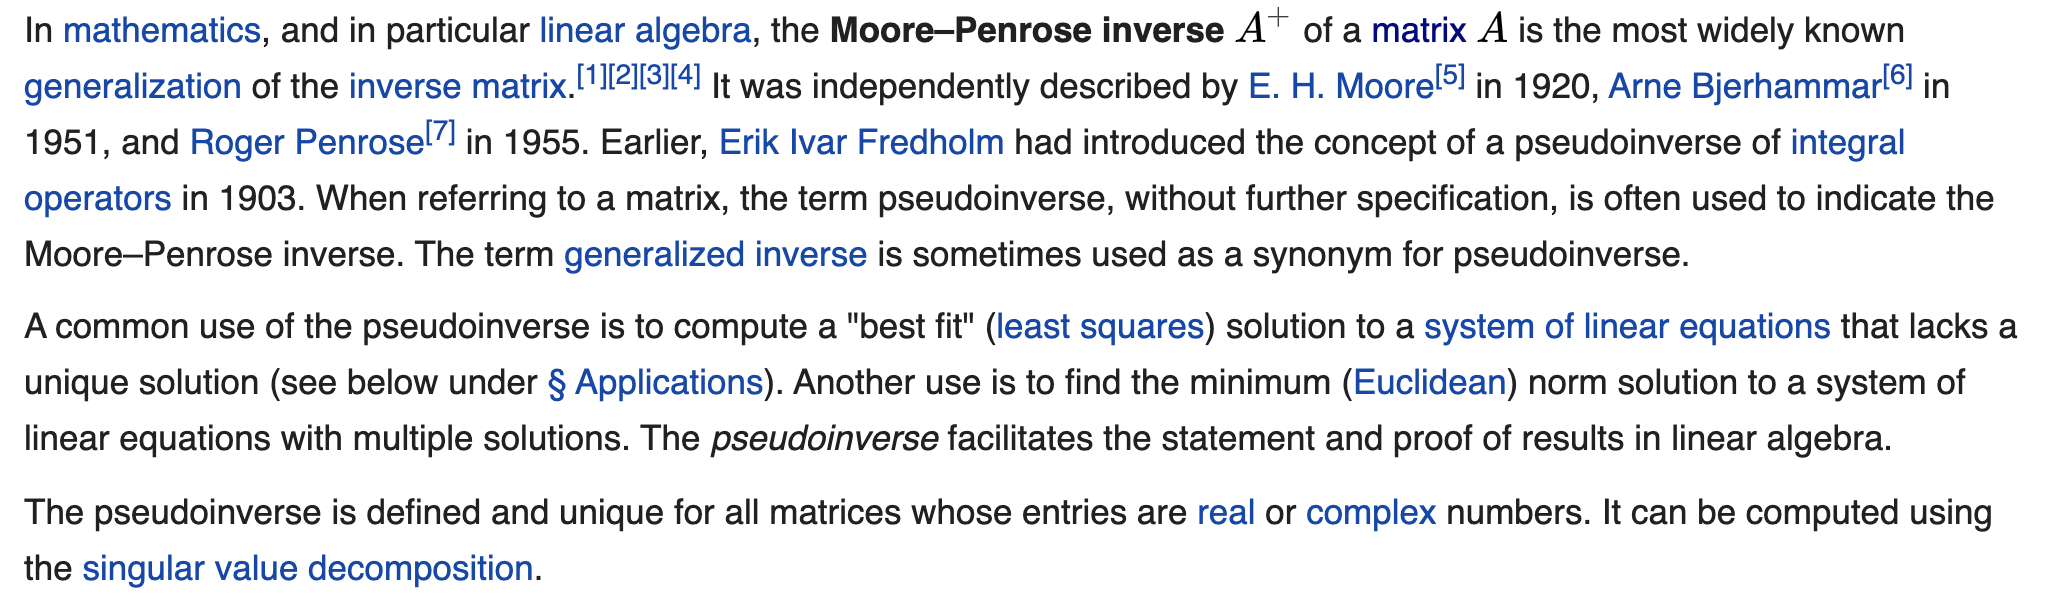 In mathematics, and in particular linear algebra, the Moore–Penrose inverse A⁺ of a matrix A is the most widely known
generalization of the inverse matrix.[1][2][3][4] It was independently described by E. H. Moore[5] in 1920, Arne Bjerhammar[6] in
1951, and Roger Penrose[7] in 1955. Earlier, Erik Ivar Fredholm had introduced the concept of a pseudoinverse of integral
operators in 1903. When referring to a matrix, the term pseudoinverse, without further specification, is often used to indicate the
Moore–Penrose inverse. The term generalized inverse is sometimes used as a synonym for pseudoinverse.
A common use of the pseudoinverse is to compute a "best fit" (least squares) solution to a system of linear equations that lacks a
unique solution (see below under § Applications). Another use is to find the minimum (Euclidean) norm solution to a system of
linear equations with multiple solutions. The pseudoinverse facilitates the statement and proof of results in linear algebra.
The pseudoinverse is defined and unique for all matrices whose entries are real or complex numbers. It can be computed using
the singular value decomposition.